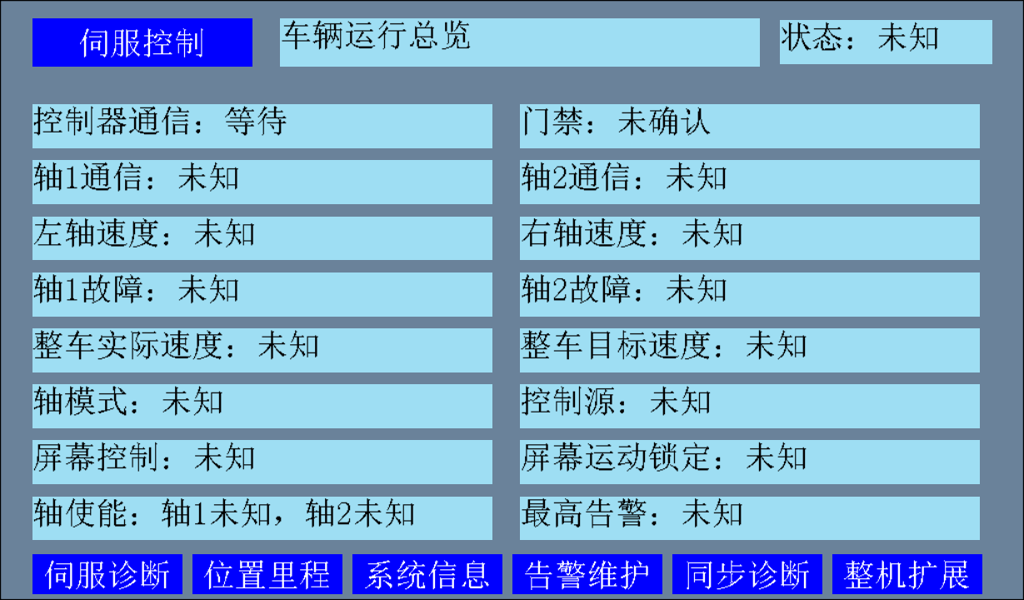 伺服控制 车辆运行总览 状态：未知
控制器通信：等待 门禁：未确认
轴1通信：未知 轴2通信：未知
左轴速度：未知 右轴速度：未知
轴1故障：未知 轴2故障：未知
整车实际速度：未知 整车目标速度：未知
轴模式：未知 控制源：未知
屏幕控制：未知 屏幕运动锁定：未知
轴使能：轴1未知，轴2未知 最高告警：未知
伺服诊断 位置里程 系统信息 告警维护 同步诊断 整机扩展